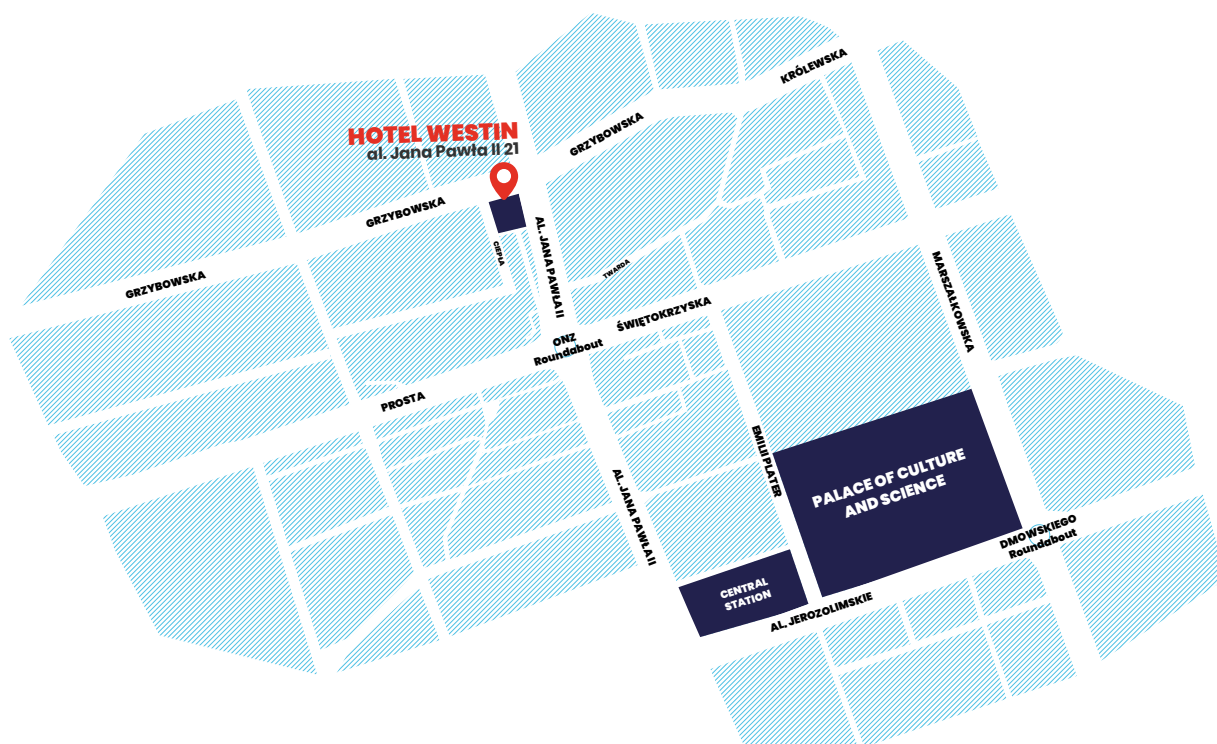 KRÓLEWSKA
GRZYBOWSKA
HOTEL WESTIN
al. Jana Pawła II 21
GRZYBOWSKA
GRZYBOWSKA
CIEPŁA
AL. JANA PAWŁA II
TWARDA
MARSZAŁKOWSKA
ŚWIĘTOKRZYSKA
ONZ
Roundabout
PROSTA
EMILII PLATER
PALACE OF CULTURE
AND SCIENCE
AL. JANA PAWŁA II
DMOWSKIEGO
Roundabout
CENTRAL
STATION
AL. JEROZOLIMSKIE